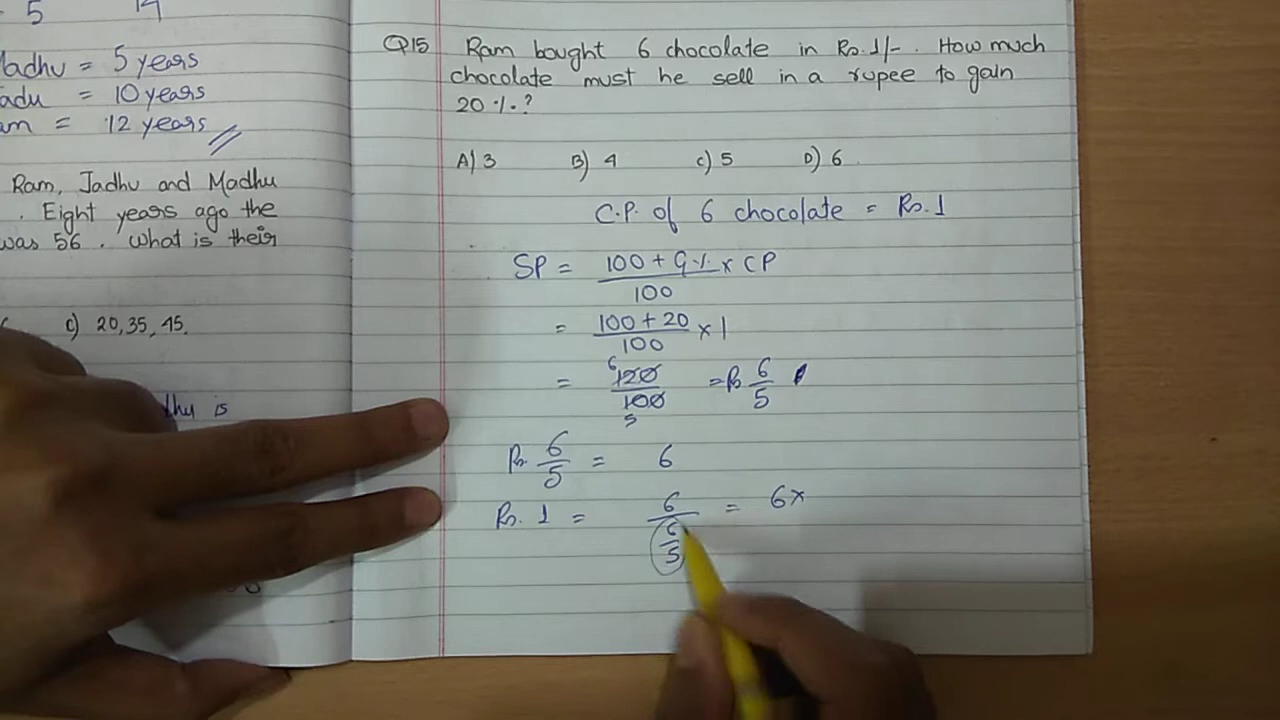 5 14
Madhu = 5 years
adu = 10 years
am = 12 years
Ram, Jadhu and Madhu
. Eight years ago the
was 56. What is their
c) 20,35,45.
dhu is
Q15 Ram bought 6 chocolate in Rs.1/-. How much
chocolate must he sell in a rupee to gain
20%.?
A) 3 B) 4 c) 5 D) 6
C.P. of 6 chocolate = Rs.1
SP = 100 + G% × CP
100
= 100 + 20 × 1
100
= 6 120 = Rs 6
100 5
5
Rs. 6 = 6
5
Rs. 1 = 6 = 6×
6
5